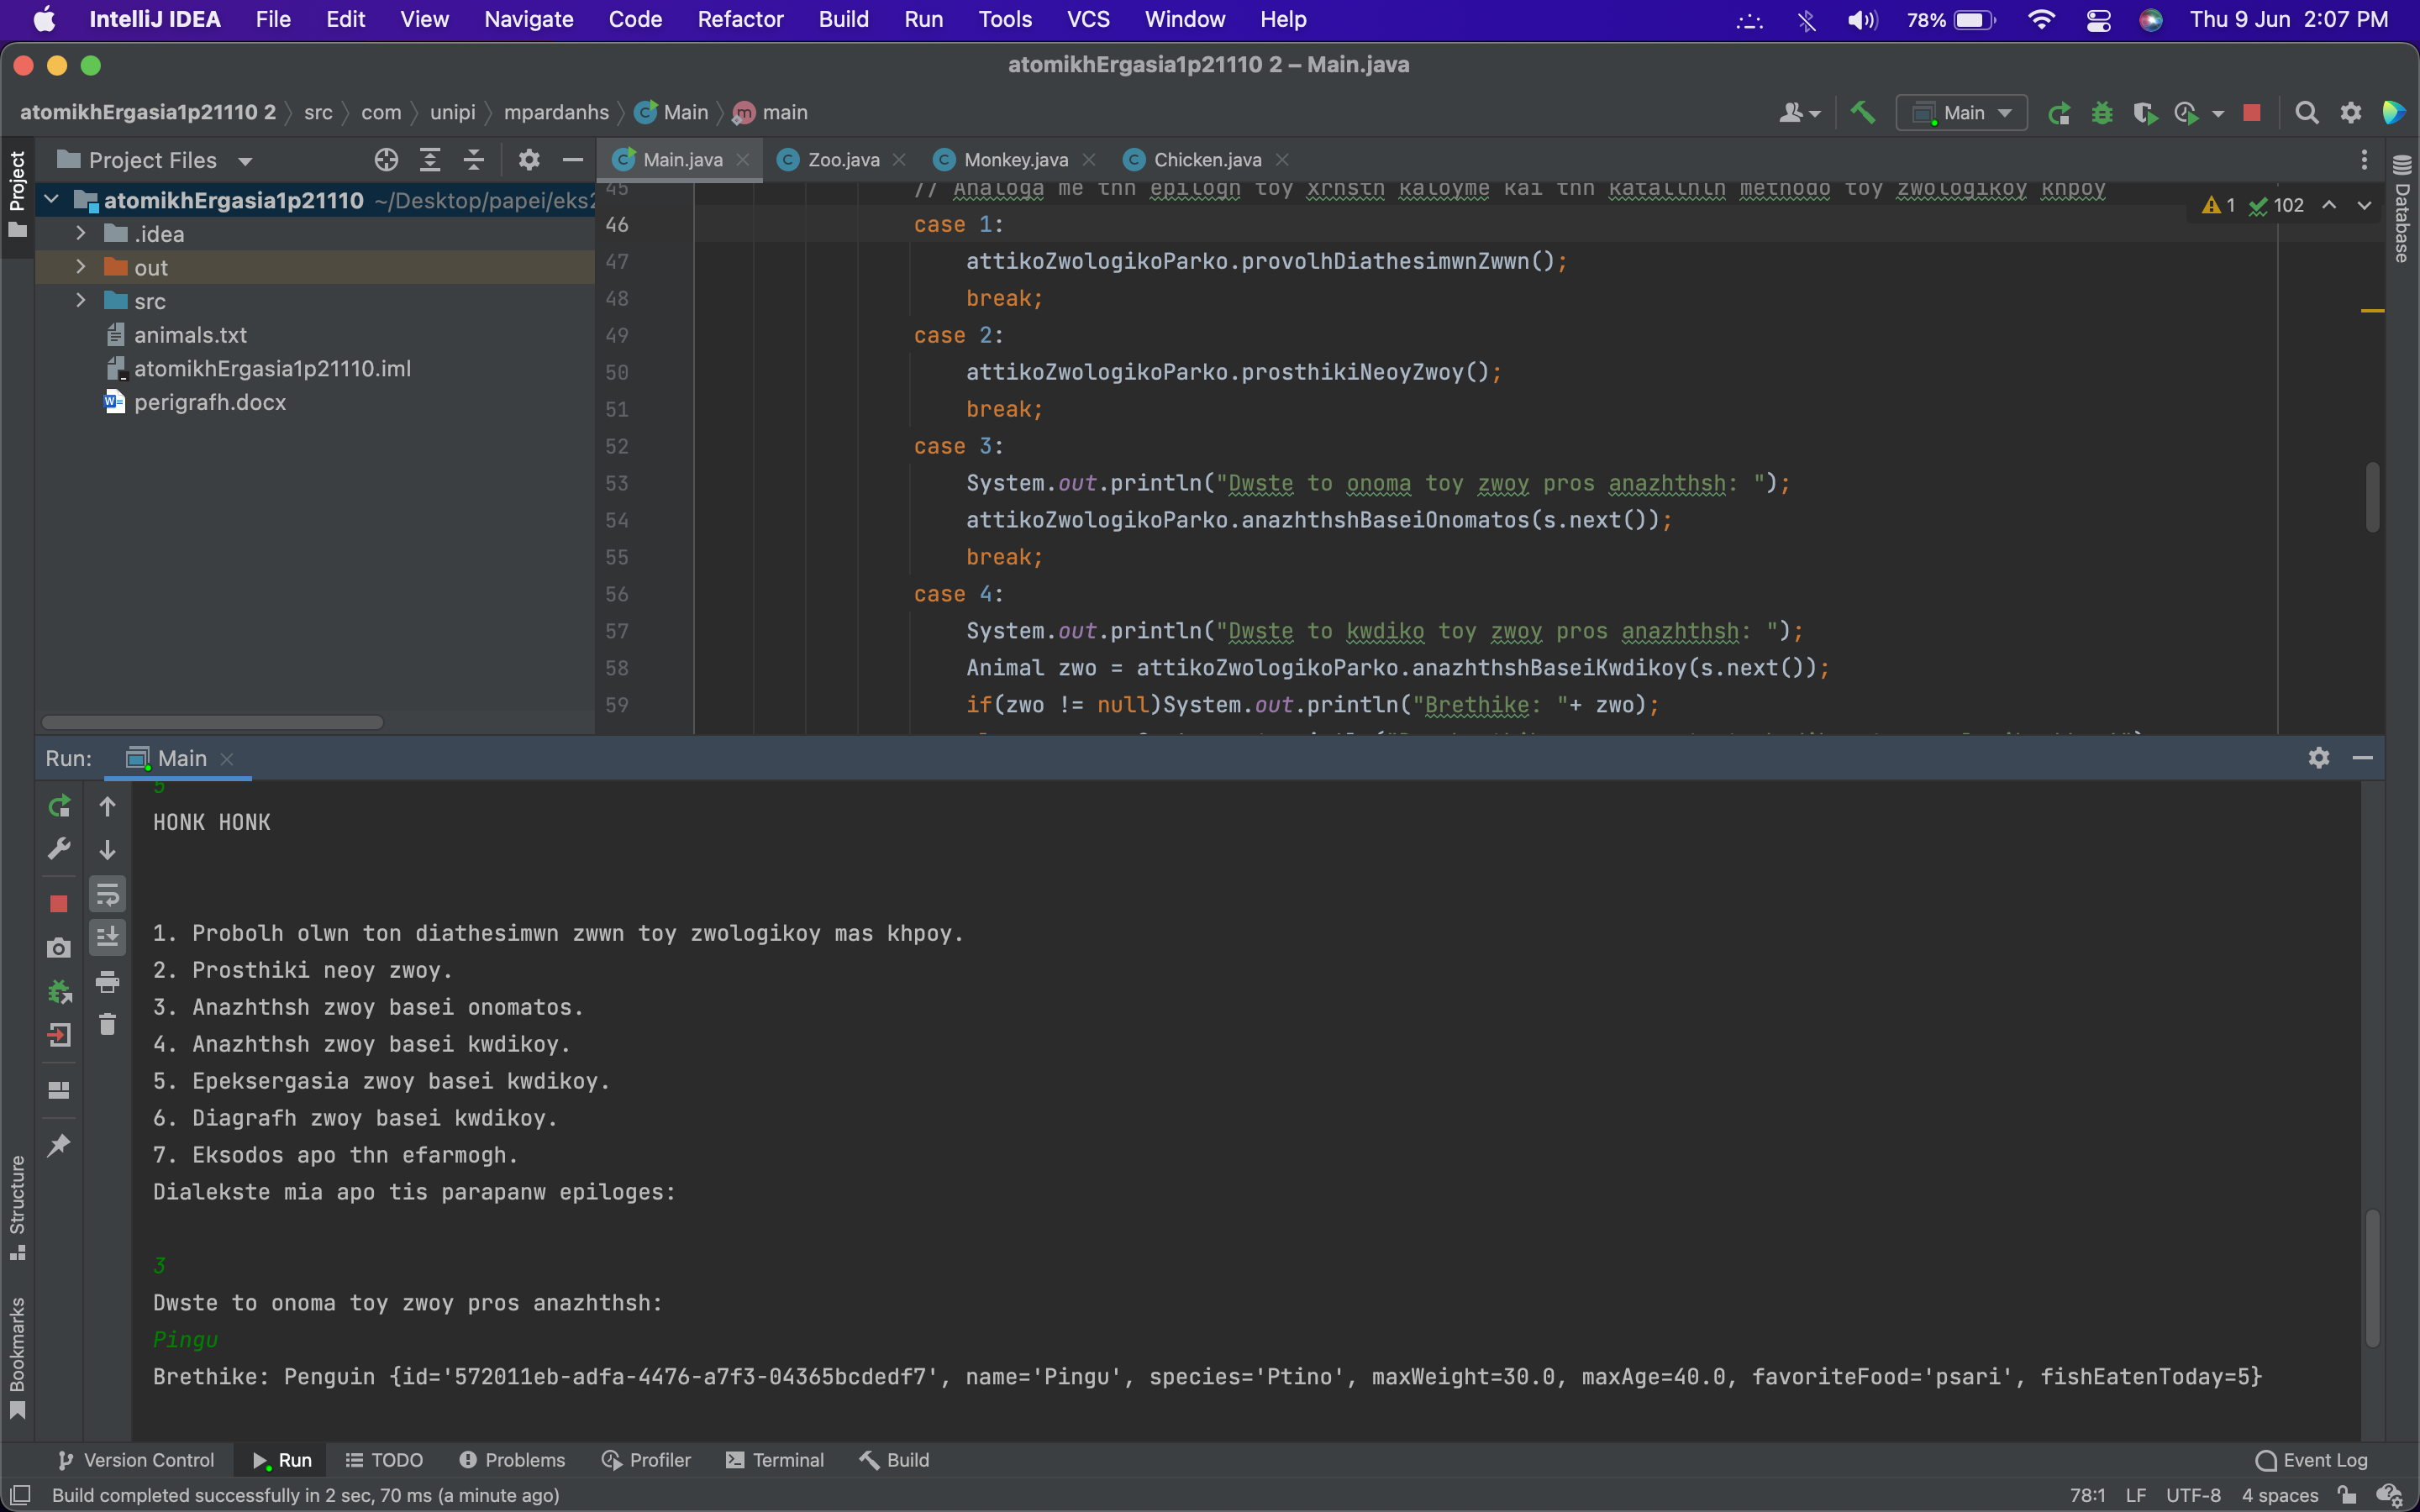 IntelliJ IDEA File Edit View Navigate Code Refactor Build Run Tools VCS Window Help 78% Thu 9 Jun 2:07 PM
atomikhErgasia1p21110 2 – Main.java
atomikhErgasia1p21110 2 src com unipi mpardanhs Main main Main
Project
Project Files
atomikhErgasia1p21110 ~/Desktop/papei/eks2
.idea
out
src
animals.txt
atomikhErgasia1p21110.iml
perigrafh.docx
Main.java Zoo.java Monkey.java Chicken.java
Database
1 102
45 // Analoga me thn epilogh toy xrhsth kaloyme kai thn katallhlh methodo toy zwologikoy khpoy
46 case 1:
47 attikoZwologikoParko.provolhDiathesimwnZwwn();
48 break;
49 case 2:
50 attikoZwologikoParko.prosthikiNeoyZwoy();
51 break;
52 case 3:
53 System.out.println("Dwste to onoma toy zwoy pros anazhthsh: ");
54 attikoZwologikoParko.anazhthshBaseiOnomatos(s.next());
55 break;
56 case 4:
57 System.out.println("Dwste to kwdiko toy zwoy pros anazhthsh: ");
58 Animal zwo = attikoZwologikoParko.anazhthshBaseiKwdikoy(s.next());
59 if(zwo != null)System.out.println("Brethike: "+ zwo);
Run: Main
5
HONK HONK
1. Probolh olwn ton diathesimwn zwwn toy zwologikoy mas khpoy.
2. Prosthiki neoy zwoy.
3. Anazhthsh zwoy basei onomatos.
4. Anazhthsh zwoy basei kwdikoy.
5. Epeksergasia zwoy basei kwdikoy.
6. Diagrafh zwoy basei kwdikoy.
7. Eksodos apo thn efarmogh.
Dialekste mia apo tis parapanw epiloges:
3
Dwste to onoma toy zwoy pros anazhthsh:
Pingu
Brethike: Penguin {id='572011eb-adfa-4476-a7f3-04365bcdedf7', name='Pingu', species='Ptino', maxWeight=30.0, maxAge=40.0, favoriteFood='psari', fishEatenToday=5}
Structure
Bookmarks
Version Control Run TODO Problems Profiler Terminal Build Event Log
Build completed successfully in 2 sec, 70 ms (a minute ago) 78:1 LF UTF-8 4 spaces